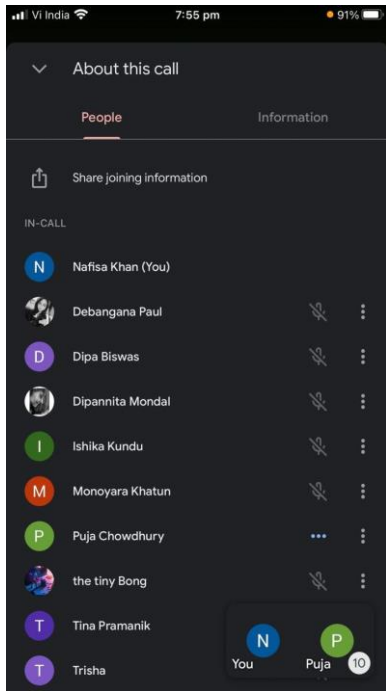 Vi India 7:55 pm 91%
About this call
People Information
Share joining information
IN-CALL
N Nafisa Khan (You)
Debangana Paul
D Dipa Biswas
Dipannita Mondal
I Ishika Kundu
M Monoyara Khatun
P Puja Chowdhury
the tiny Bong
T Tina Pramanik
T Trisha
N P
You Puja 10